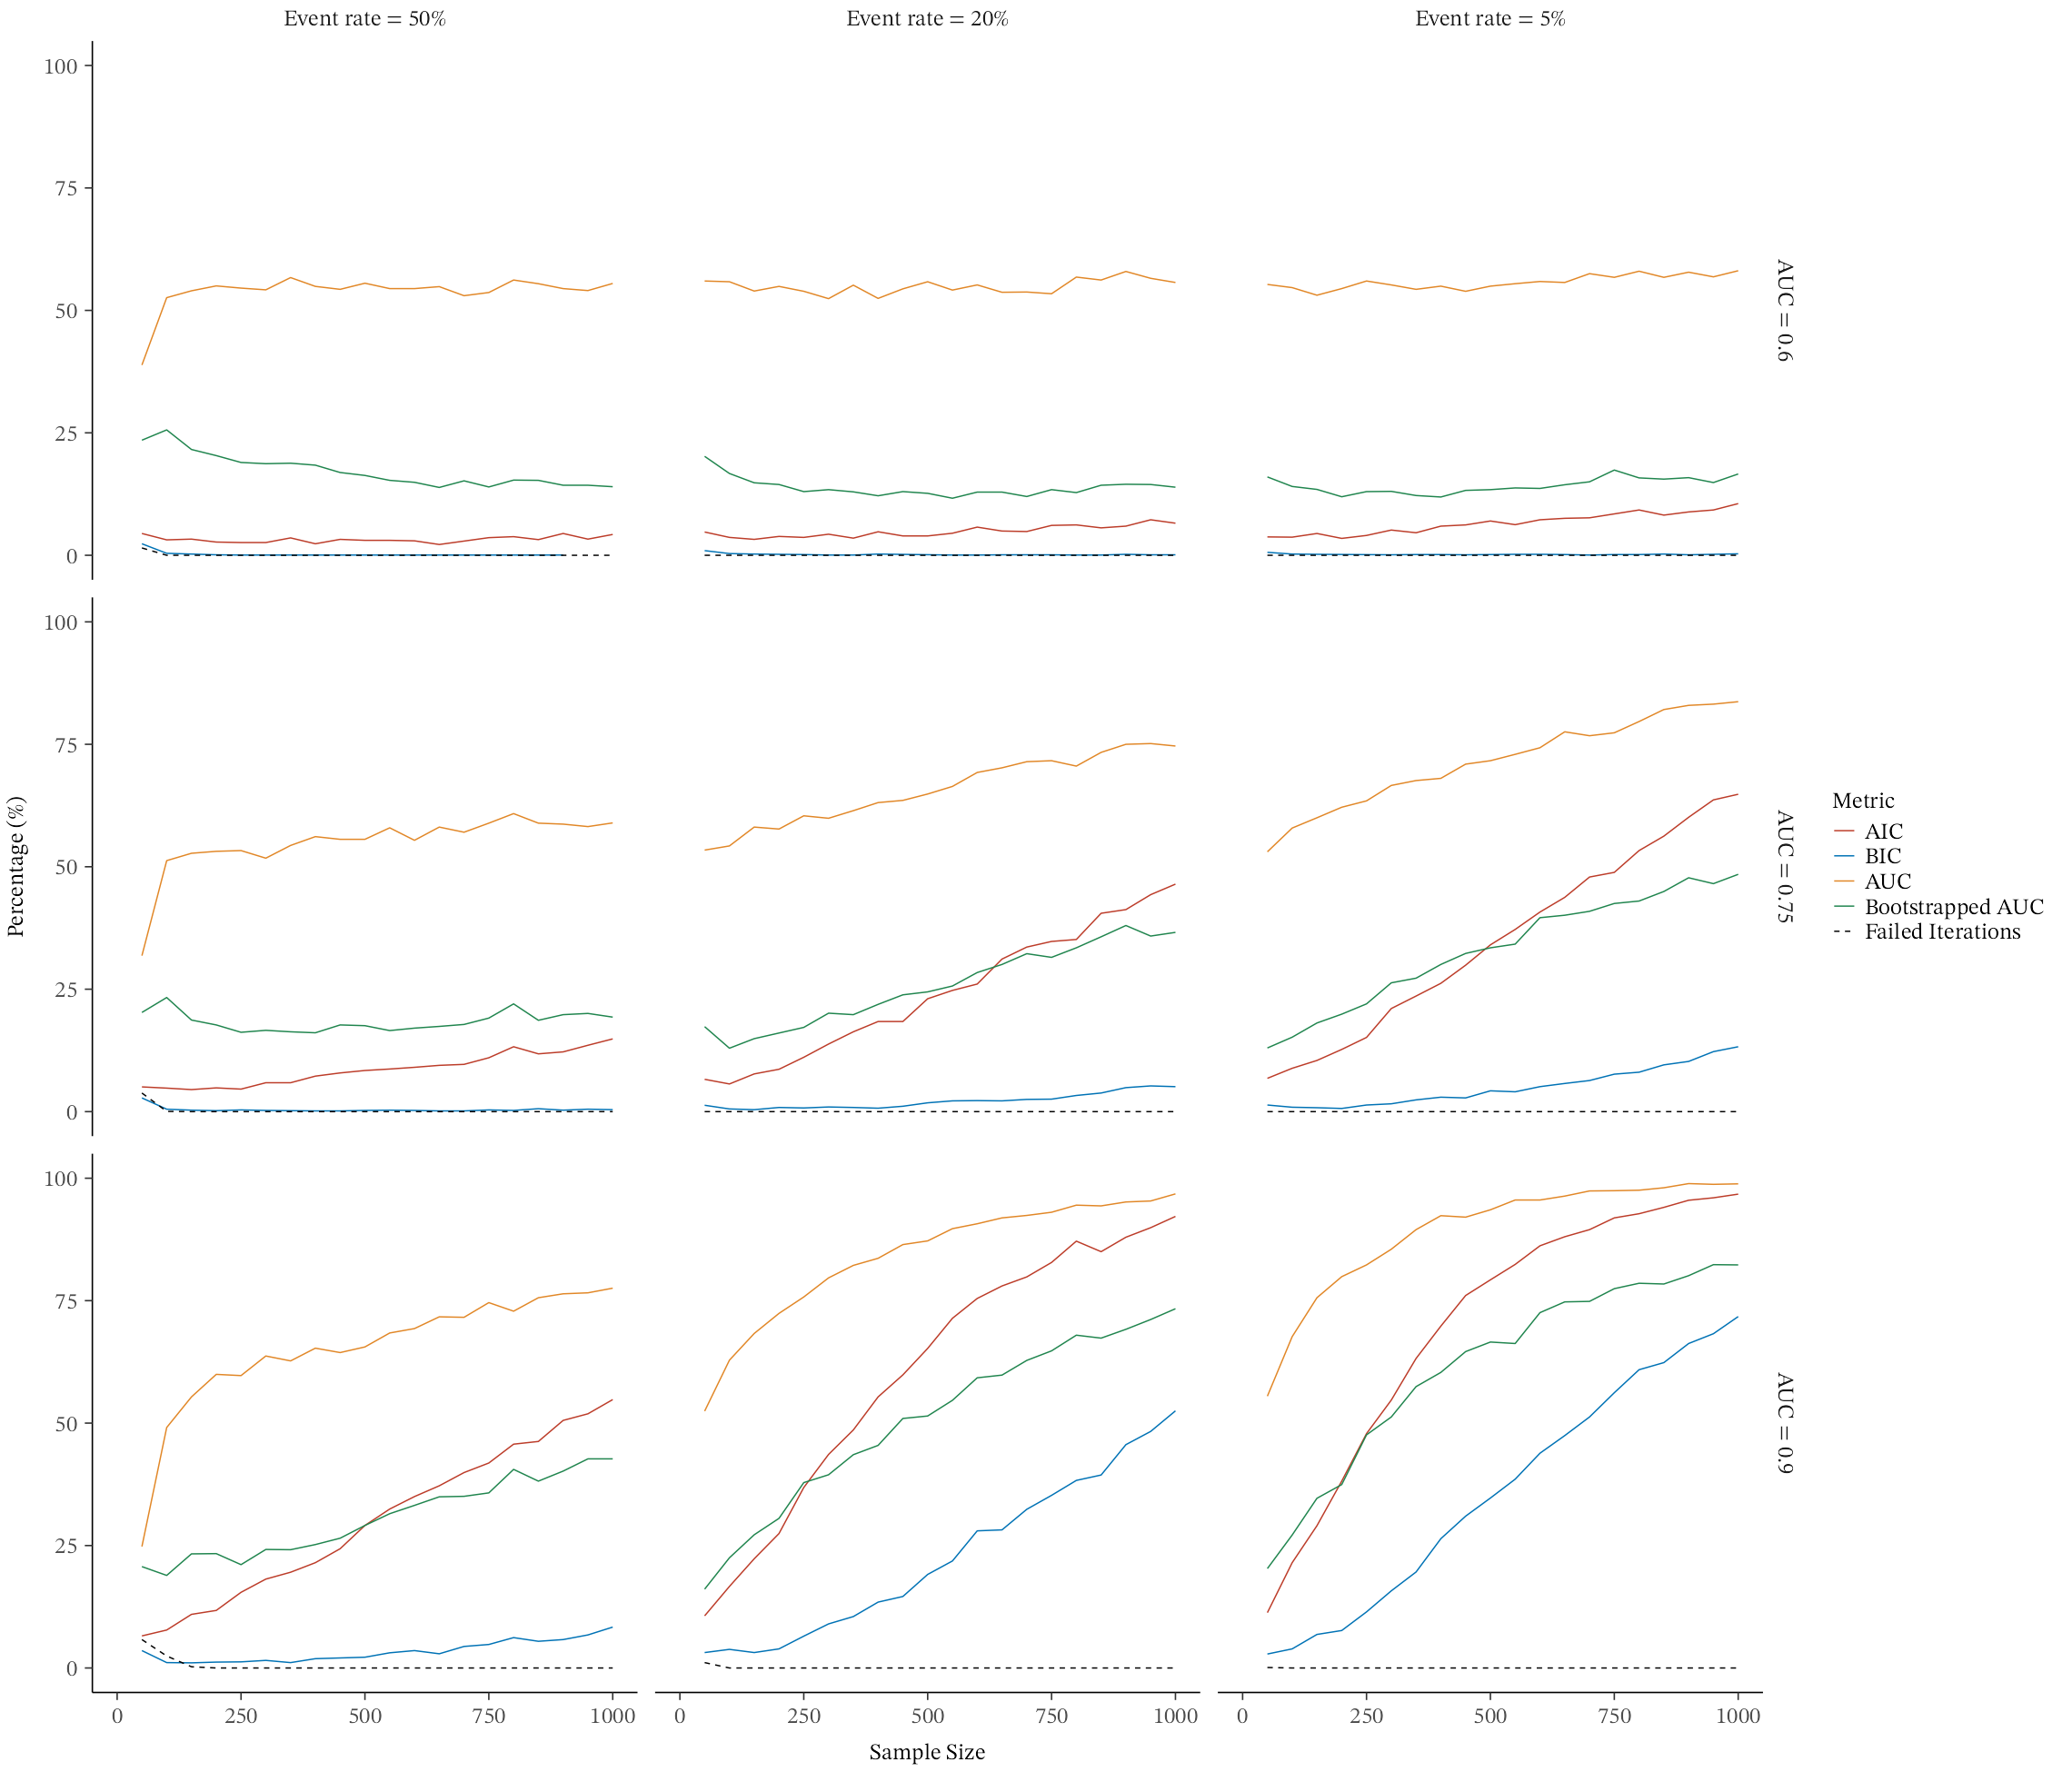 Event rate = 50%
Event rate = 20%
Event rate = 5%
100
75
50
25
0
AUC = 0.6
100
75
50
25
0
AUC = 0.75
Percentage (%)
Metric
AIC
BIC
AUC
Bootstrapped AUC
Failed Iterations
100
75
50
25
0
AUC = 0.9
0 250 500 750 1000
0 250 500 750 1000
0 250 500 750 1000
Sample Size